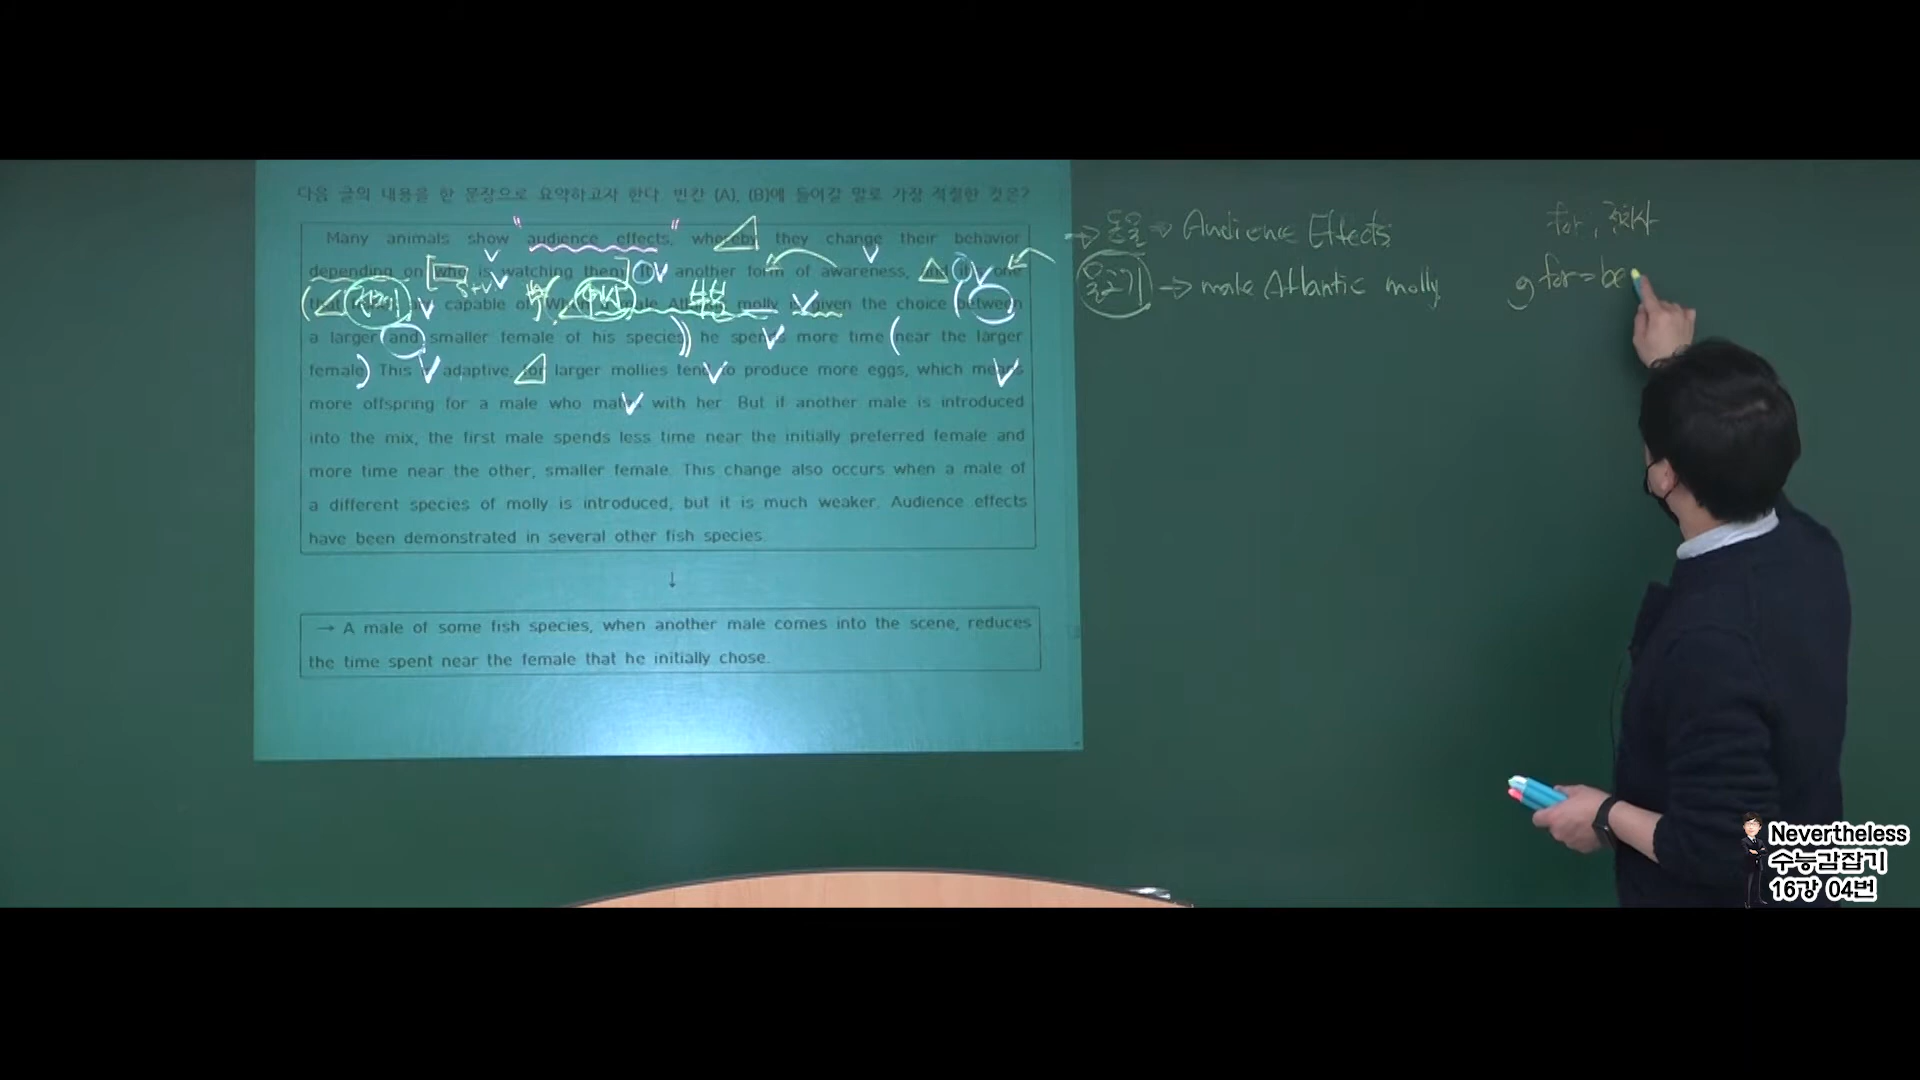 다음 글의 내용을 한 문장으로 요약하고자 한다 빈칸 (A), (B)에 들어갈 말로 가장 적절한 것은?
Many animals show "audience effects", whereby they change their behavior
depending on who is watching them. It is another form of awareness, and is one
that fish are capable of. When a male Atlantic molly is given the choice between
a larger and smaller female of his species, he spends more time near the larger
female. This is adaptive, for larger mollies tend to produce more eggs, which means
more offspring for a male who mates with her. But if another male is introduced
into the mix, the first male spends less time near the initially preferred female and
more time near the other, smaller female. This change also occurs when a male of
a different species of molly is introduced, but it is much weaker. Audience effects
have been demonstrated in several other fish species.
↓
→ A male of some fish species, when another male comes into the scene, reduces
the time spent near the female that he initially chose.
→ 동물 → Audience Effects
물고기 → male Atlantic molly
for ; 전치사
for = be
Nevertheless
수능감잡기
16강 04번